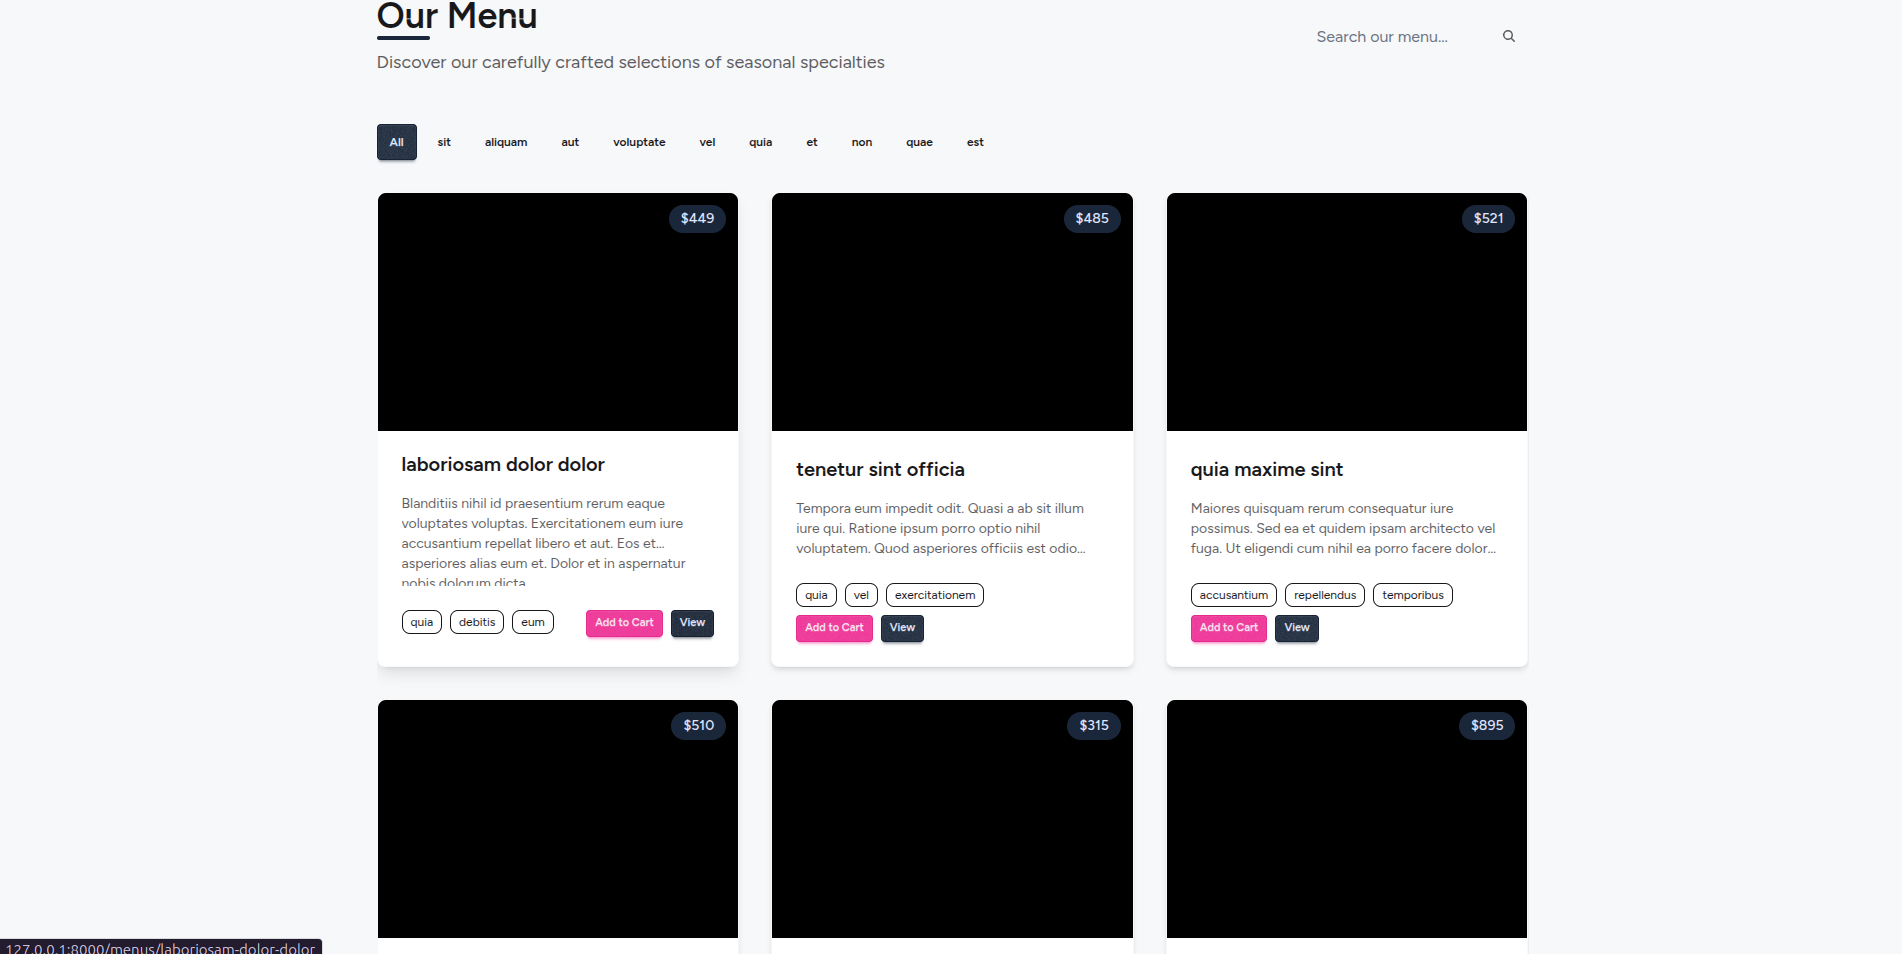 Our Menu
Search our menu...
Discover our carefully crafted selections of seasonal specialties
All sit aliquam aut voluptate vel quia et non quae est
$449
$485
$521
laboriosam dolor dolor
Blanditiis nihil id praesentium rerum eaque
voluptates voluptas. Exercitationem eum iure
accusantium repellat libero et aut. Eos et...
asperiores alias eum et. Dolor et in aspernatur
nobis dolorum dicta
quia debitis eum Add to Cart View
tenetur sint officia
Tempora eum impedit odit. Quasi a ab sit illum
iure qui. Ratione ipsum porro optio nihil
voluptatem. Quod asperiores officiis est odio...
quia vel exercitationem
Add to Cart View
quia maxime sint
Maiores quisquam rerum consequatur iure
possimus. Sed ea et quidem ipsam architecto vel
fuga. Ut eligendi cum nihil ea porro facere dolor...
accusantium repellendus temporibus
Add to Cart View
$510
$315
$895
127.0.0.1:8000/menus/laboriosam-dolor-dolor